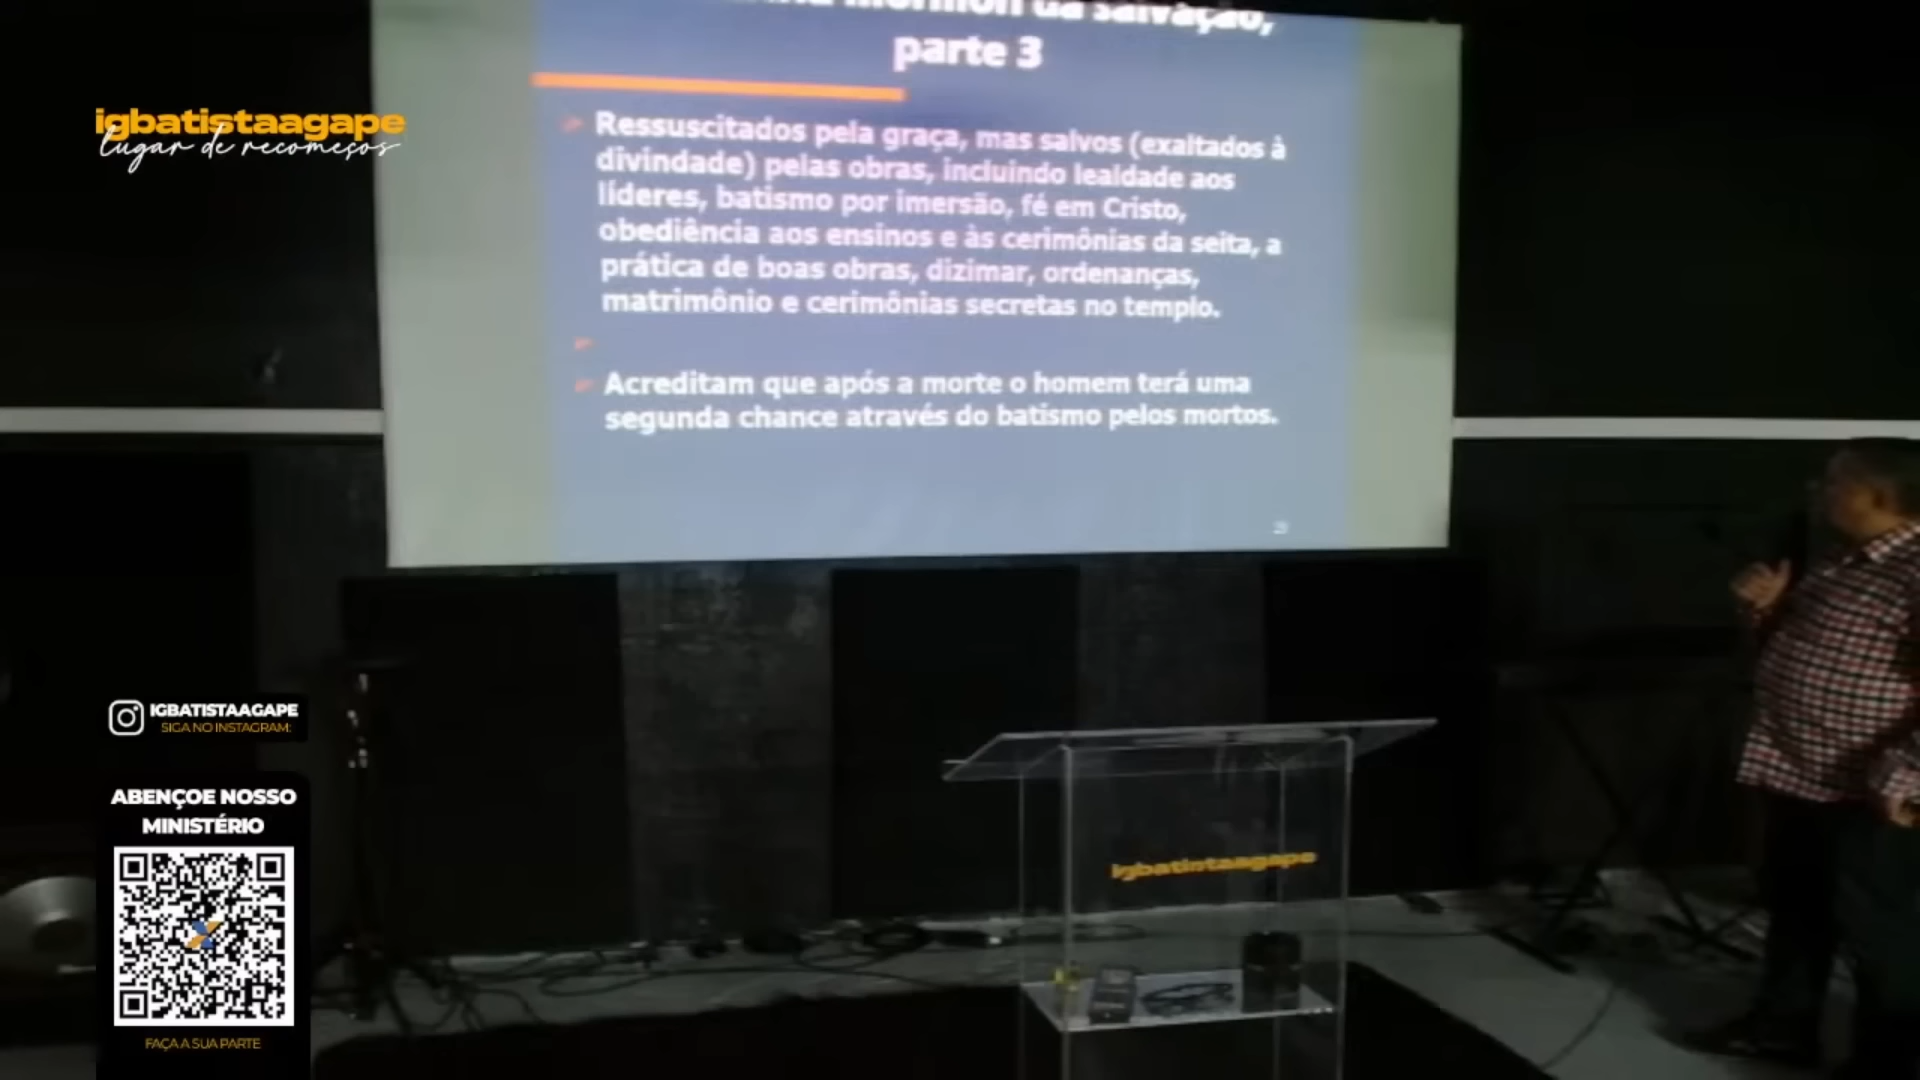 mórmon da salvação,
parte 3
igbatistaagape
lugar de recomeços
Ressuscitados pela graça, mas salvos (exaltados à
divindade) pelas obras, incluindo lealdade aos
líderes, batismo por imersão, fé em Cristo,
obediência aos ensinos e às cerimônias da seita, a
prática de boas obras, dizimar, ordenanças,
matrimônio e cerimônias secretas no templo.
Acreditam que após a morte o homem terá uma
segunda chance através do batismo pelos mortos.
IGBATISTAAGAPE
SIGA NO INSTAGRAM:
ABENÇOE NOSSO
MINISTÉRIO
FAÇA A SUA PARTE
igbatistaagape